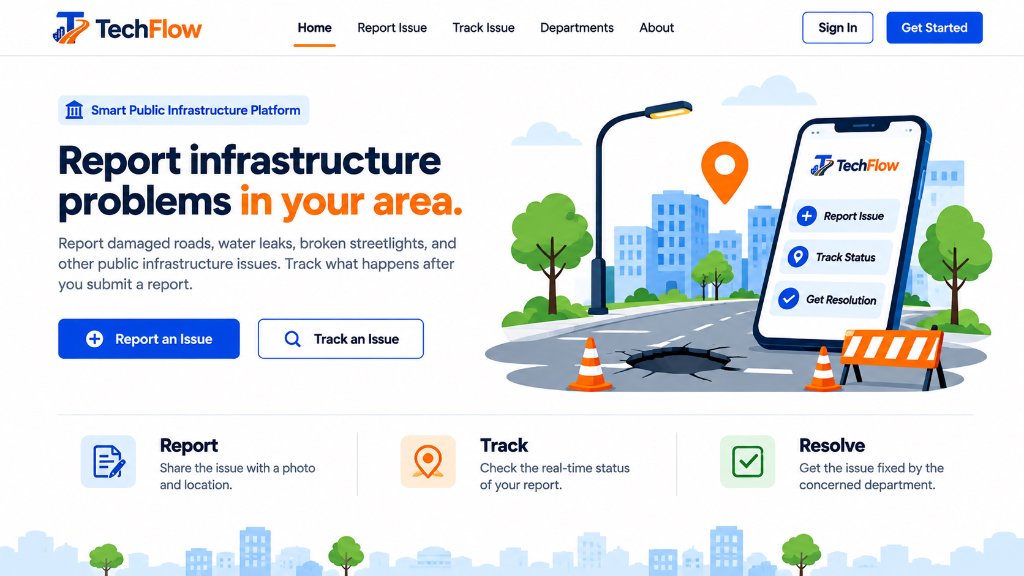 TechFlow
Home
Report Issue
Track Issue
Departments
About
Sign In
Get Started
Smart Public Infrastructure Platform
Report infrastructure
problems in your area.
Report damaged roads, water leaks, broken streetlights, and
other public infrastructure issues. Track what happens after
you submit a report.
Report an Issue
Track an Issue
TechFlow
Report Issue
Track Status
Get Resolution
Report
Share the issue with a photo
and location.
Track
Check the real-time status
of your report.
Resolve
Get the issue fixed by the
concerned department.